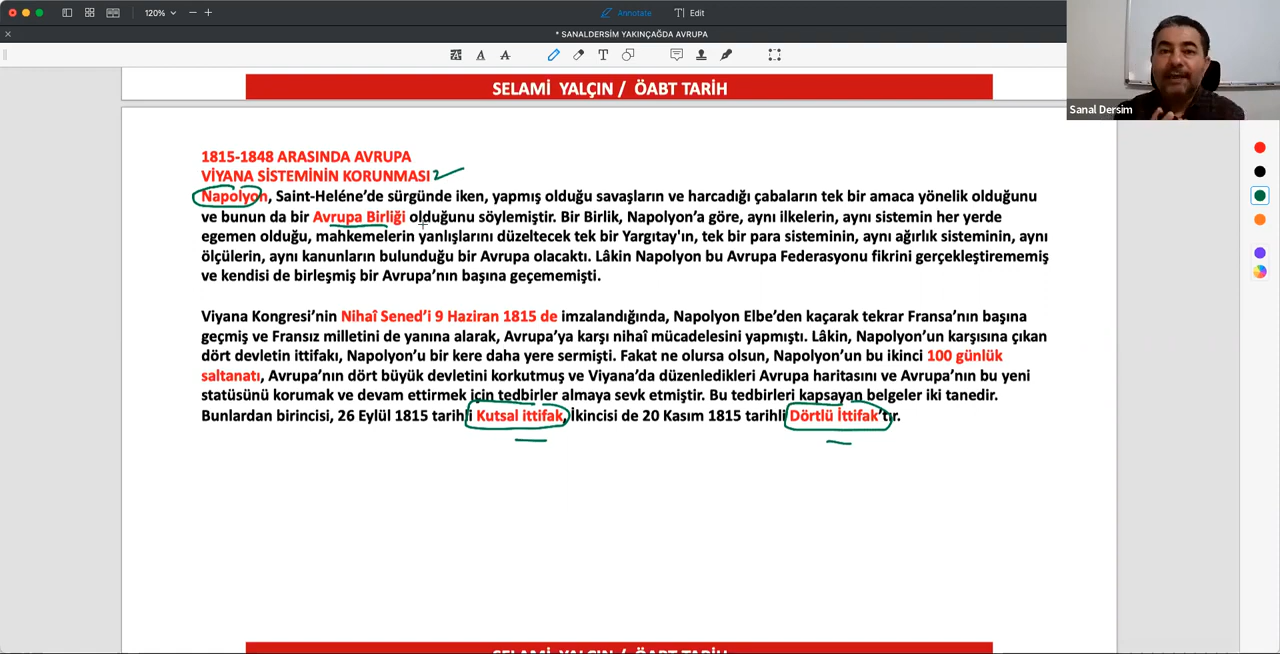 120%
Annotate
Edit
* SANALDERSİM YAKINÇAĞDA AVRUPA
SELAMİ YALÇIN / ÖABT TARİH
Sanal Dersim
1815-1848 ARASINDA AVRUPA
VİYANA SİSTEMİNİN KORUNMASI
Napolyon, Saint-Heléne’de sürgünde iken, yapmış olduğu savaşların ve harcadığı çabaların tek bir amaca yönelik olduğunu
ve bunun da bir Avrupa Birliği olduğunu söylemiştir. Bir Birlik, Napolyon’a göre, aynı ilkelerin, aynı sistemin her yerde
egemen olduğu, mahkemelerin yanlışlarını düzeltecek tek bir Yargıtay'ın, tek bir para sisteminin, aynı ağırlık sisteminin, aynı
ölçülerin, aynı kanunların bulunduğu bir Avrupa olacaktı. Lâkin Napolyon bu Avrupa Federasyonu fikrini gerçekleştirememiş
ve kendisi de birleşmiş bir Avrupa’nın başına geçememişti.
Viyana Kongresi’nin Nihaî Sened’i 9 Haziran 1815 de imzalandığında, Napolyon Elbe’den kaçarak tekrar Fransa’nın başına
geçmiş ve Fransız milletini de yanına alarak, Avrupa’ya karşı nihaî mücadelesini yapmıştı. Lâkin, Napolyon’un karşısına çıkan
dört devletin ittifakı, Napolyon’u bir kere daha yere sermişti. Fakat ne olursa olsun, Napolyon’un bu ikinci 100 günlük
saltanatı, Avrupa’nın dört büyük devletini korkutmuş ve Viyana’da düzenledikleri Avrupa haritasını ve Avrupa’nın bu yeni
statüsünü korumak ve devam ettirmek için tedbirler almaya sevk etmiştir. Bu tedbirleri kapsayan belgeler iki tanedir.
Bunlardan birincisi, 26 Eylül 1815 tarihli Kutsal ittifak, İkincisi de 20 Kasım 1815 tarihli Dörtlü İttifak’tır.
SELAMİ YALÇIN / ÖABT TARİH